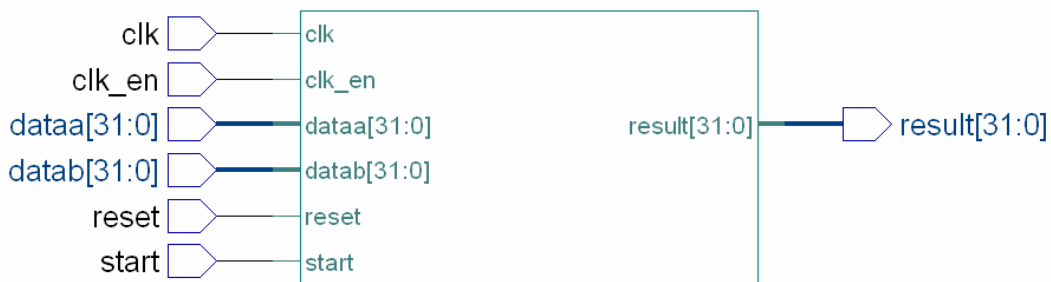 clk clk
clk_en clk_en
dataa[31:0] dataa[31:0] result[31:0] result[31:0]
datab[31:0] datab[31:0]
reset reset
start start